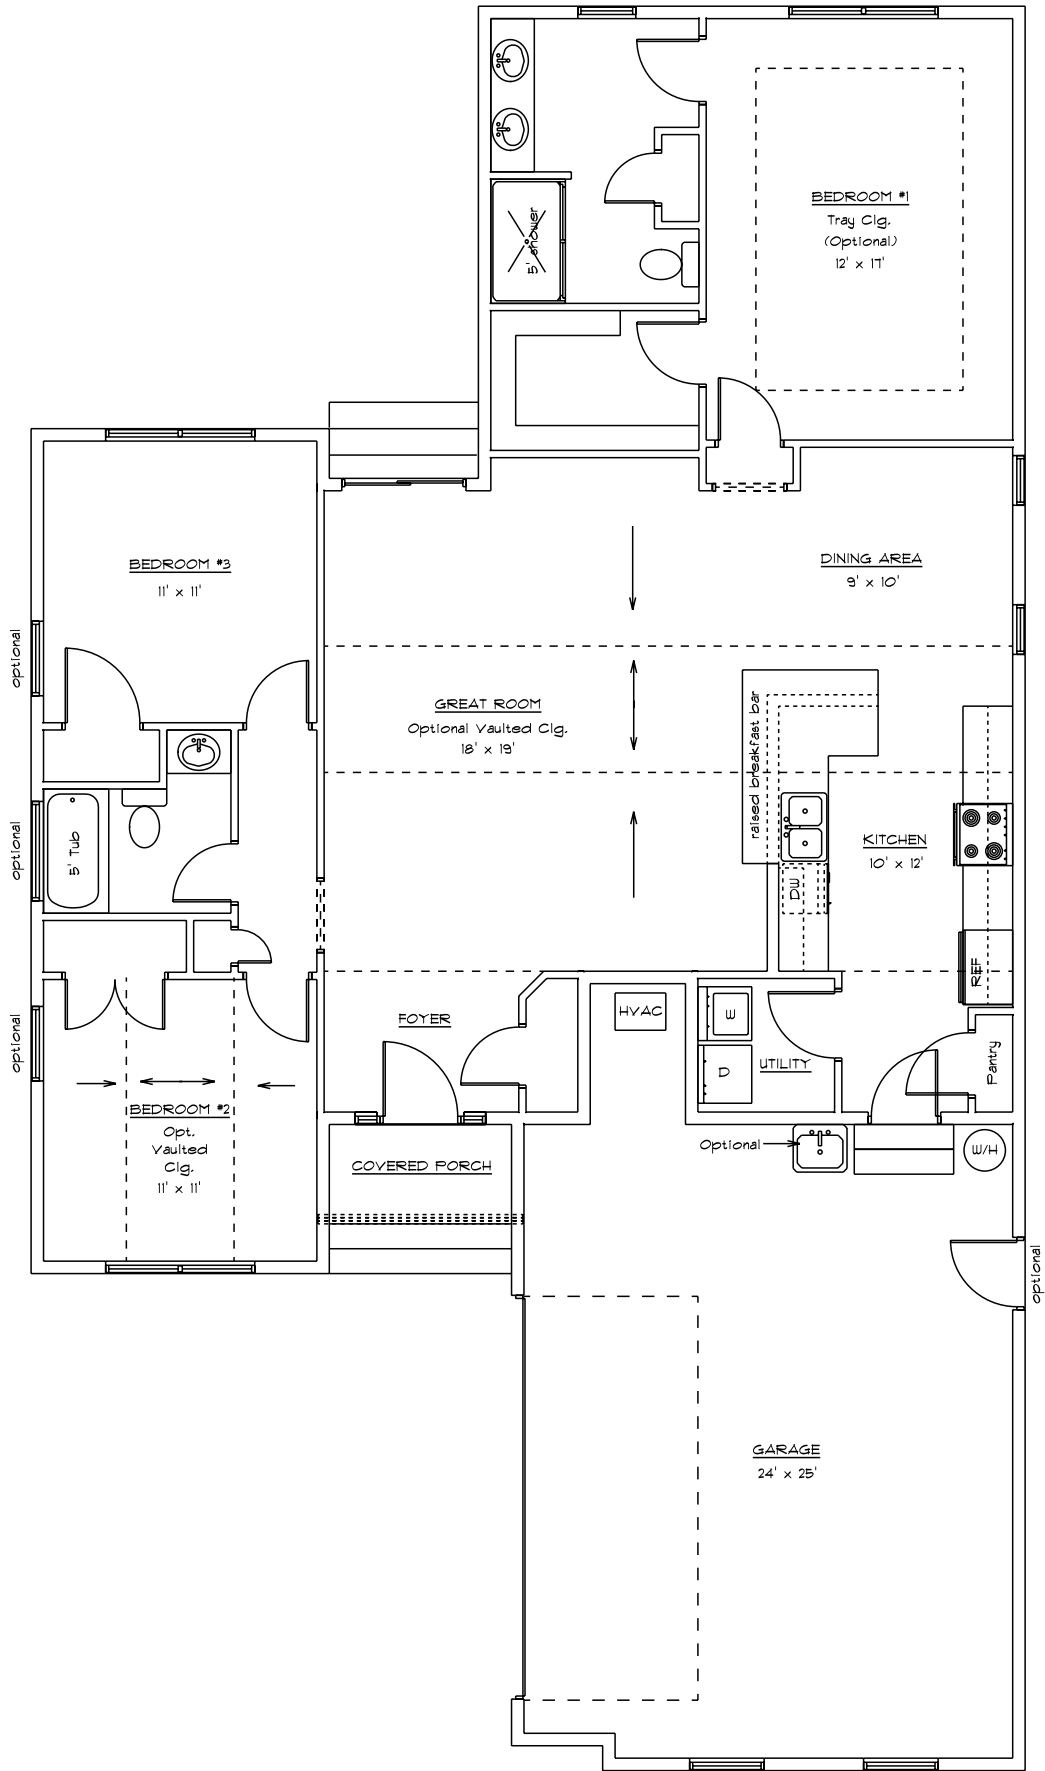 BEDROOM #1
Tray Clg.
(Optional)
12' x 17'
5' shower
BEDROOM #3
11' x 11'
DINING AREA
9' x 10'
optional
GREAT ROOM
Optional Vaulted Clg.
18' x 19'
raised breakfast bar
KITCHEN
10' x 12'
optional
5' Tub
DW
REF
optional
FOYER
HVAC
W
D
UTILITY
Pantry
BEDROOM #2
Opt.
Vaulted
Clg.
11' x 11'
COVERED PORCH
Optional
W/H
optional
GARAGE
24' x 25'